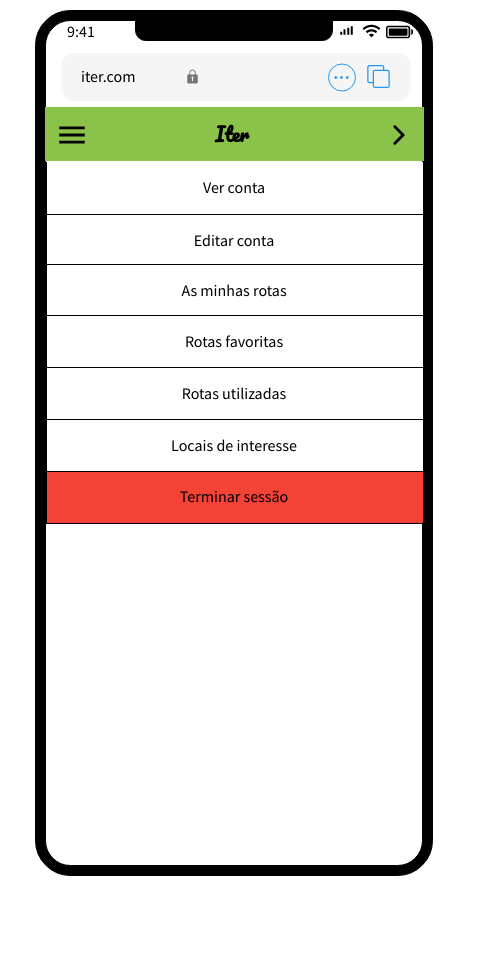 9:41
iter.com
Iter
Ver conta
Editar conta
As minhas rotas
Rotas favoritas
Rotas utilizadas
Locais de interesse
Terminar sessão